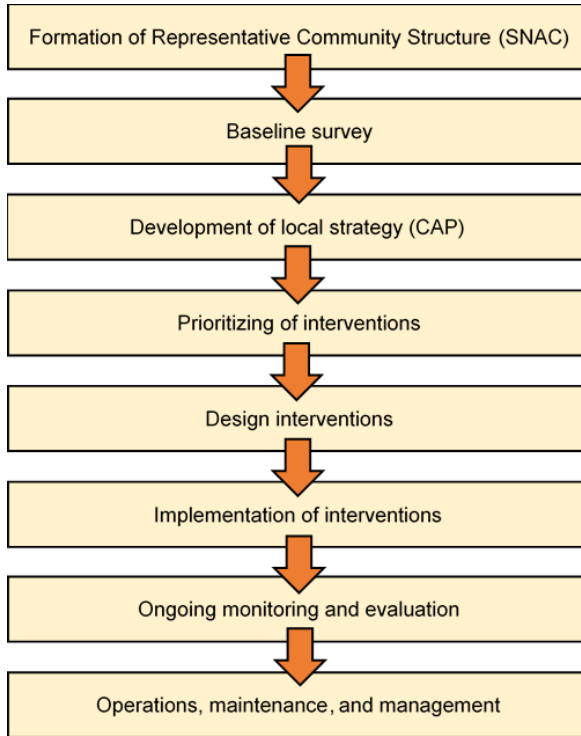 Formation of Representative Community Structure (SNAC)
Baseline survey
Development of local strategy (CAP)
Prioritizing of interventions
Design interventions
Implementation of interventions
Ongoing monitoring and evaluation
Operations, maintenance, and management